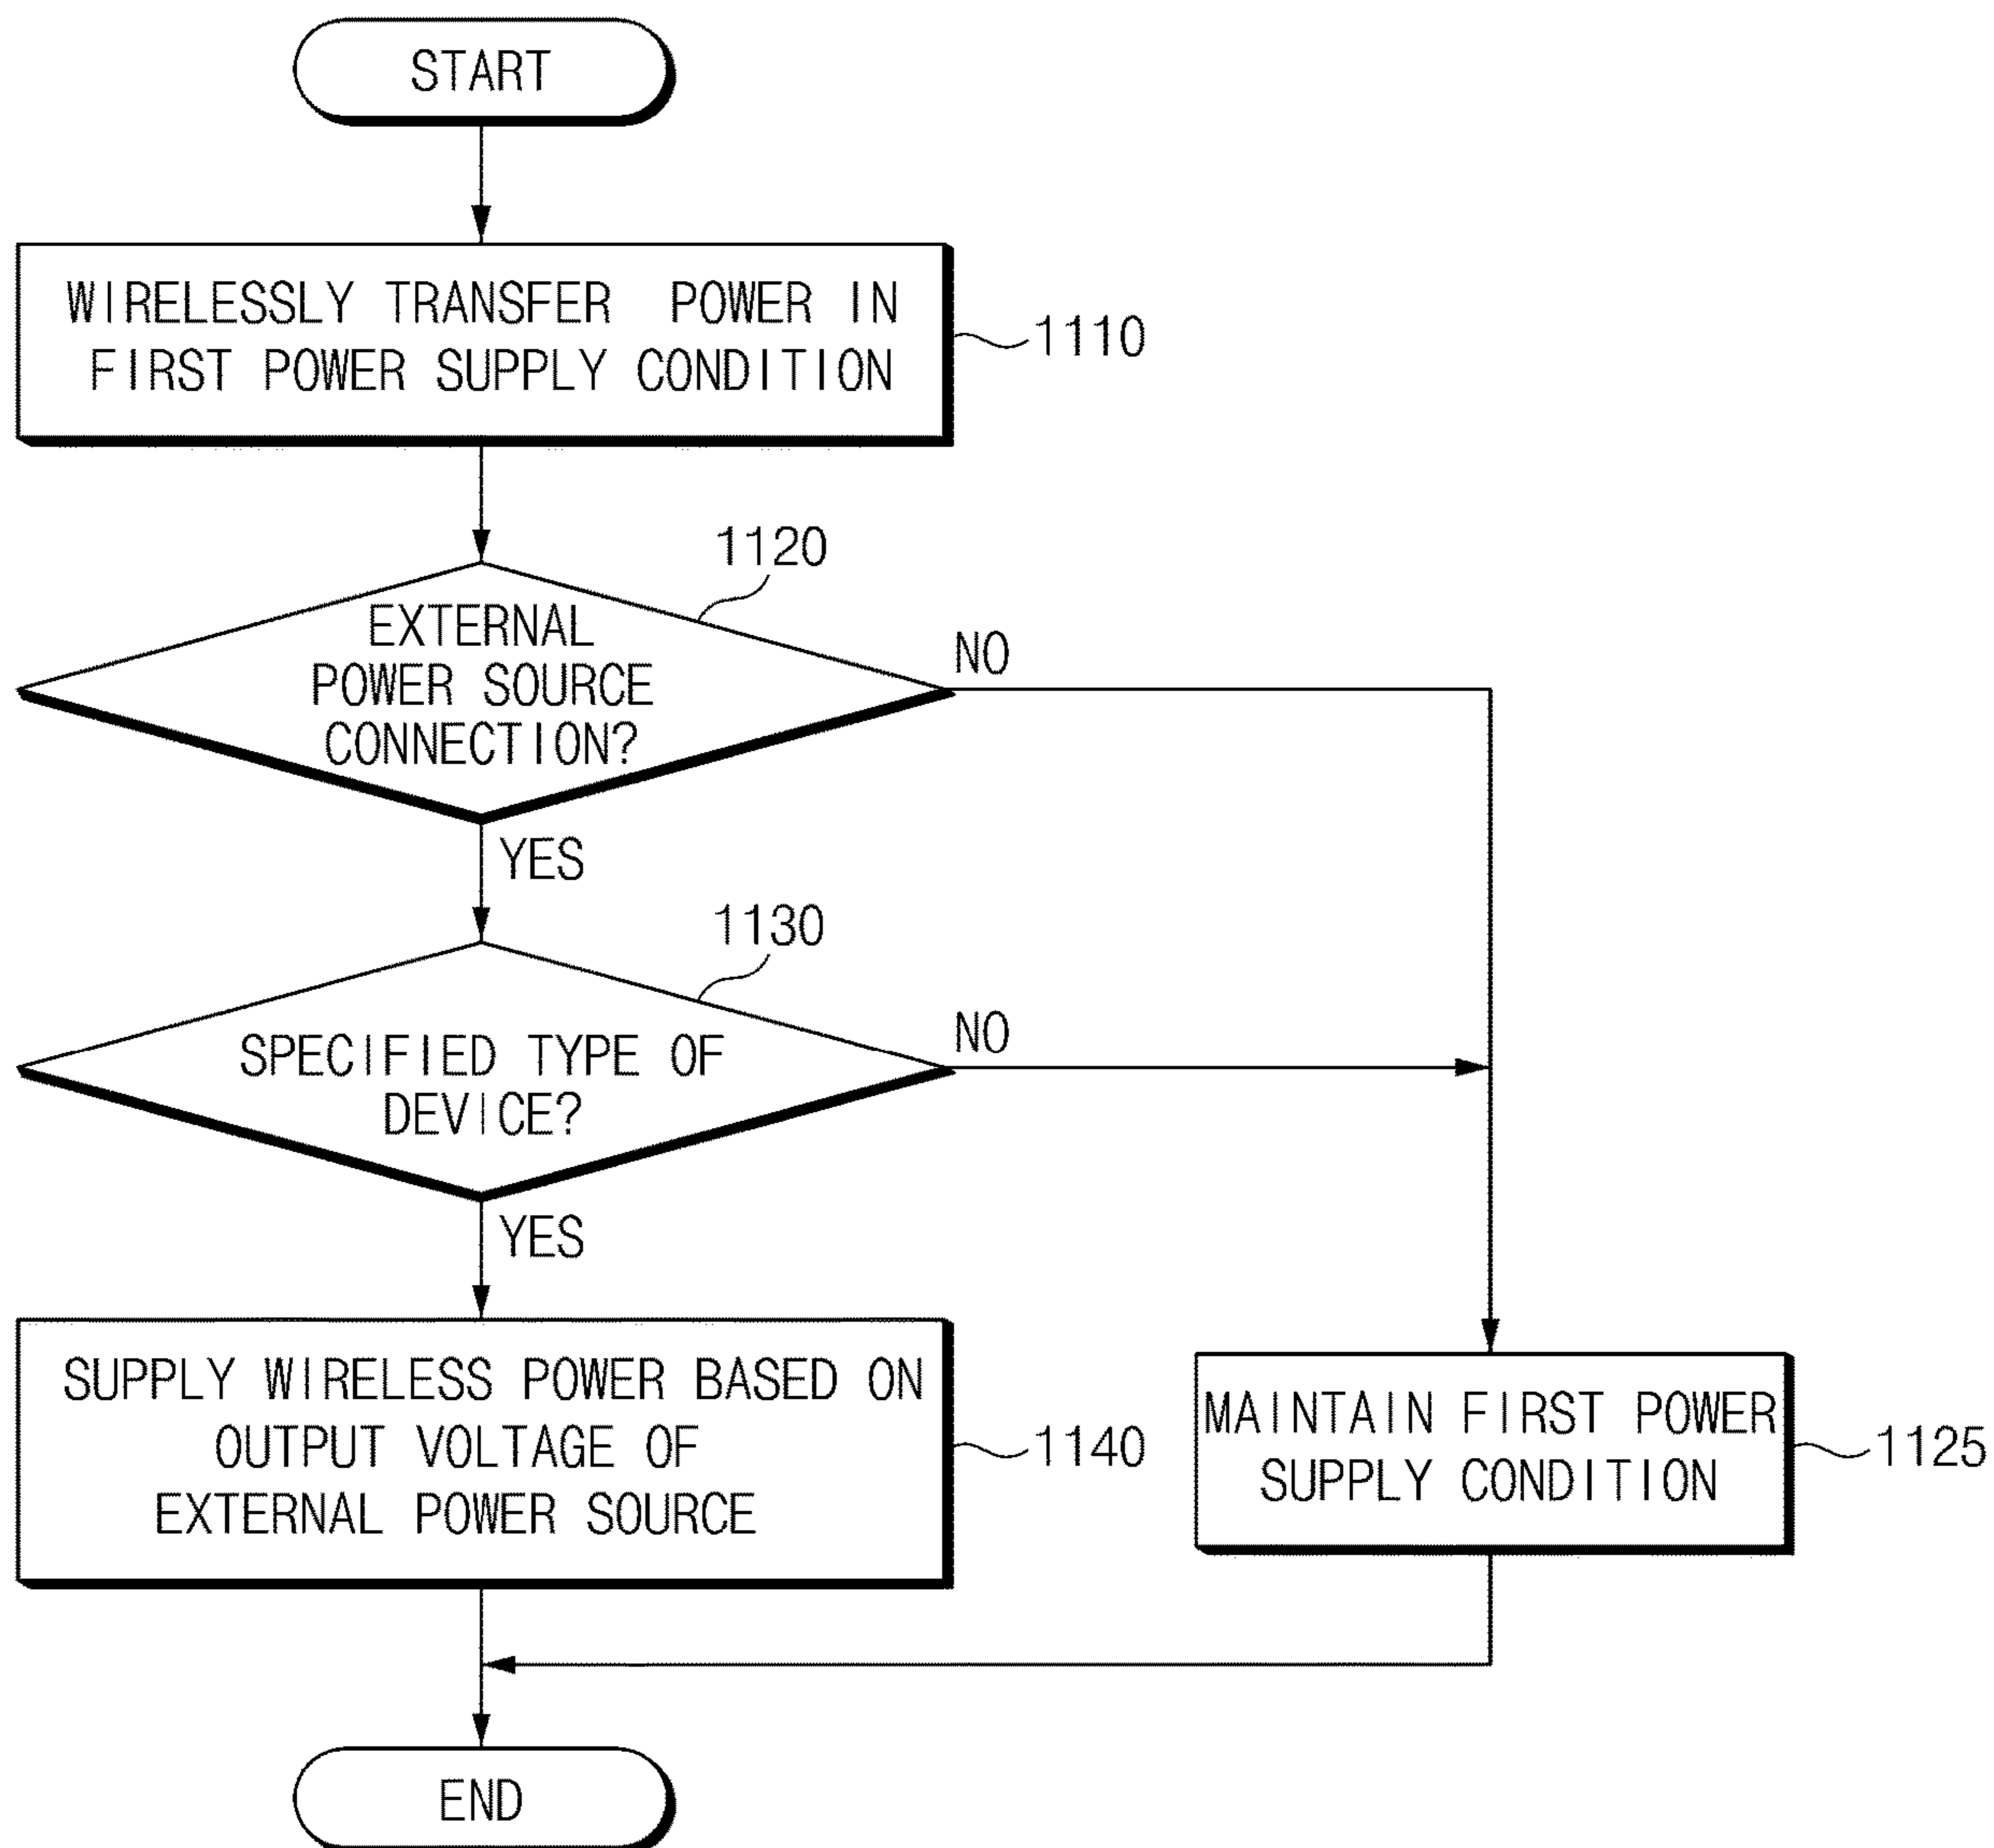 START
WIRELESSLY TRANSFER POWER IN
FIRST POWER SUPPLY CONDITION
1110
1120
EXTERNAL
POWER SOURCE
CONNECTION?
NO
YES
1130
SPECIFIED TYPE OF
DEVICE?
NO
YES
SUPPLY WIRELESS POWER BASED ON
OUTPUT VOLTAGE OF
EXTERNAL POWER SOURCE
1140
MAINTAIN FIRST POWER
SUPPLY CONDITION
1125
END